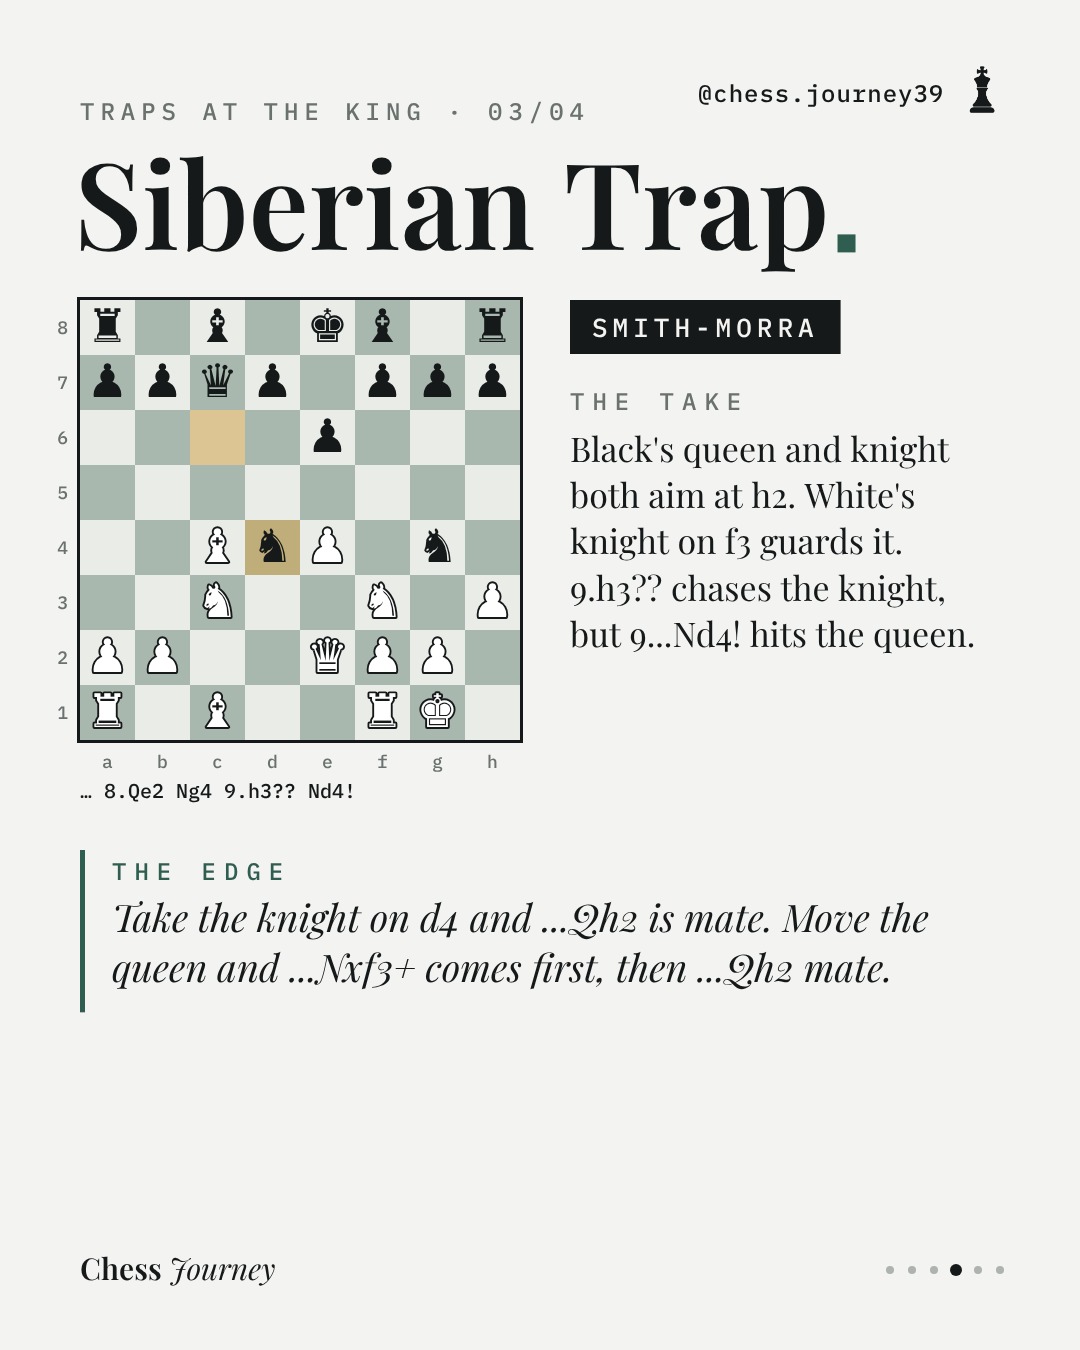 TRAPS AT THE KING · 03/04
@chess.journey39
Siberian Trap.
8
7
6
5
4
3
2
1
a b c d e f g h
… 8.Qe2 Ng4 9.h3?? Nd4!
SMITH-MORRA
THE TAKE
Black's queen and knight
both aim at h2. White's
knight on f3 guards it.
9.h3?? chases the knight,
but 9...Nd4! hits the queen.
THE EDGE
Take the knight on d4 and ...Qh2 is mate. Move the
queen and ...Nxf3+ comes first, then ...Qh2 mate.
Chess Journey